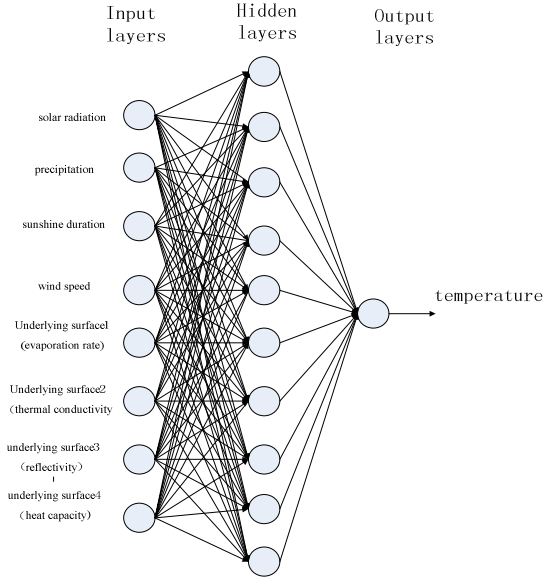 Input
layers
Hidden
layers
Output
layers
solar radiation
precipitation
sunshine duration
wind speed
Underlying surface1
(evaporation rate)
Underlying surface2
（thermal conductivity
underlying surface3
（reflectivity）
underlying surface4
（heat capacity）
temperature